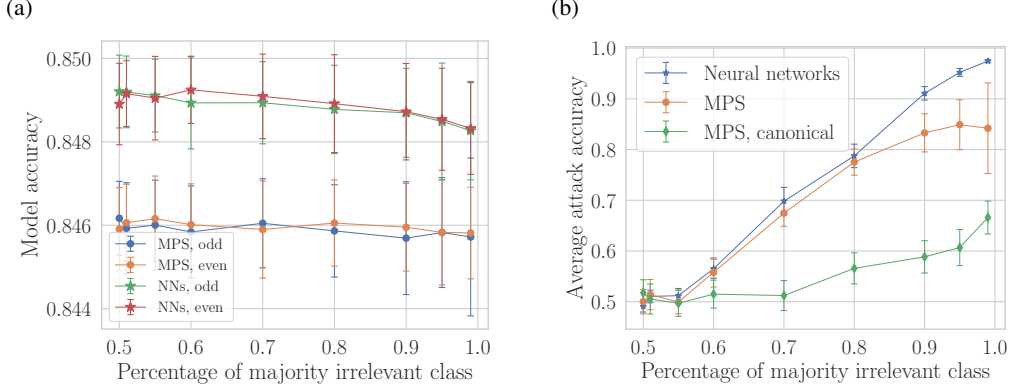 (a)
Model accuracy
0.850
0.848
0.846
0.844
MPS, odd
MPS, even
NNs, odd
NNs, even
0.5 0.6 0.7 0.8 0.9 1.0
Percentage of majority irrelevant class
(b)
Average attack accuracy
1.0
0.9
0.8
0.7
0.6
0.5
Neural networks
MPS
MPS, canonical
0.5 0.6 0.7 0.8 0.9 1.0
Percentage of majority irrelevant class